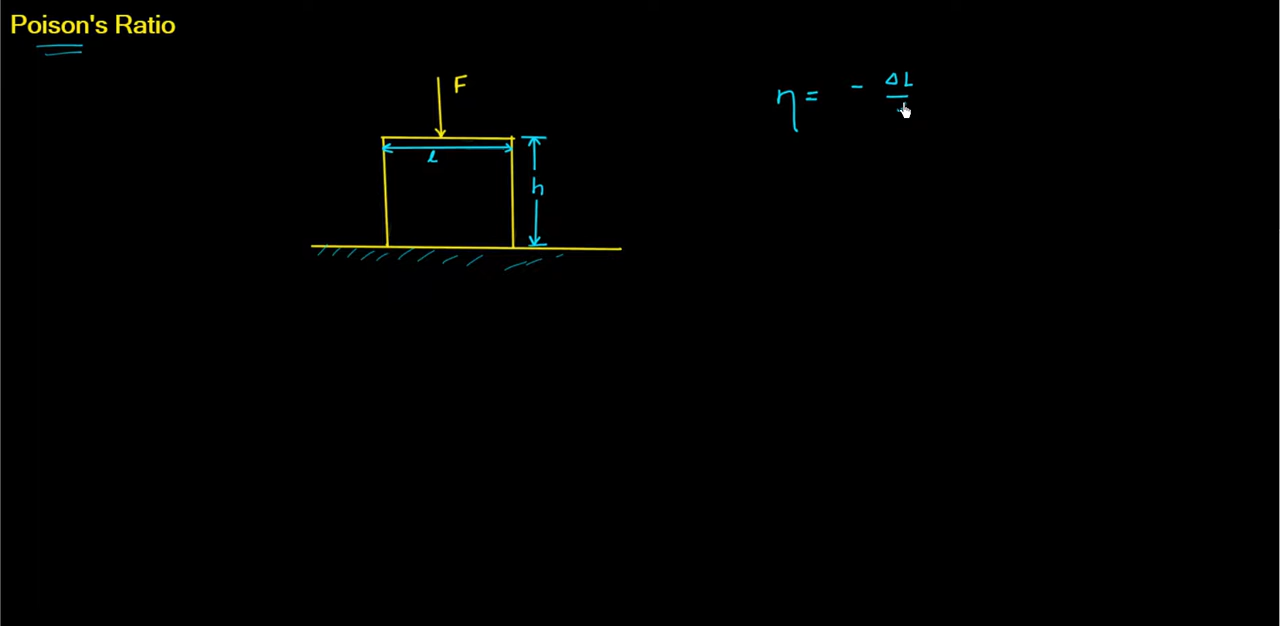 Poison's Ratio
F
η = - ΔL
l
h